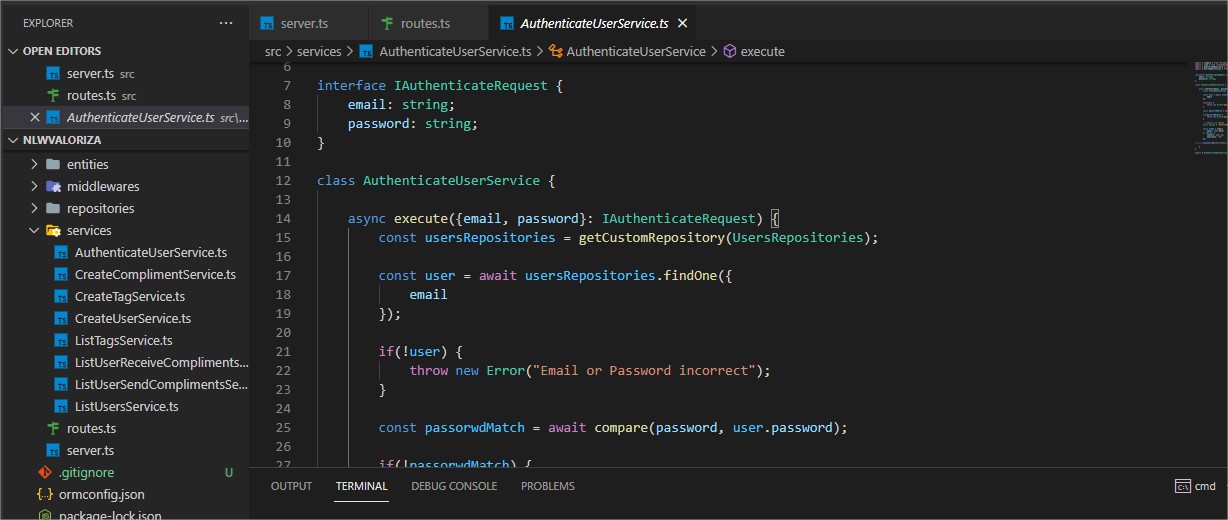 EXPLORER ...
OPEN EDITORS
server.ts src
routes.ts src
AuthenticateUserService.ts src\...
NLWVALORIZA
entities
middlewares
repositories
services
AuthenticateUserService.ts
CreateComplimentService.ts
CreateTagService.ts
CreateUserService.ts
ListTagsService.ts
ListUserReceiveCompliments...
ListUserSendComplimentsSe...
ListUsersService.ts
routes.ts
server.ts
.gitignore U
ormconfig.json
package-lock.json
server.ts routes.ts AuthenticateUserService.ts
src > services > AuthenticateUserService.ts > AuthenticateUserService > execute
6
7 interface IAuthenticateRequest {
8 email: string;
9 password: string;
10 }
11
12 class AuthenticateUserService {
13
14 async execute({email, password}: IAuthenticateRequest) {
15 const usersRepositories = getCustomRepository(UsersRepositories);
16
17 const user = await usersRepositories.findOne({
18 email
19 });
20
21 if(!user) {
22 throw new Error("Email or Password incorrect");
23 }
24
25 const passorwdMatch = await compare(password, user.password);
26
27 if(!passorwdMatch) {
OUTPUT TERMINAL DEBUG CONSOLE PROBLEMS cmd